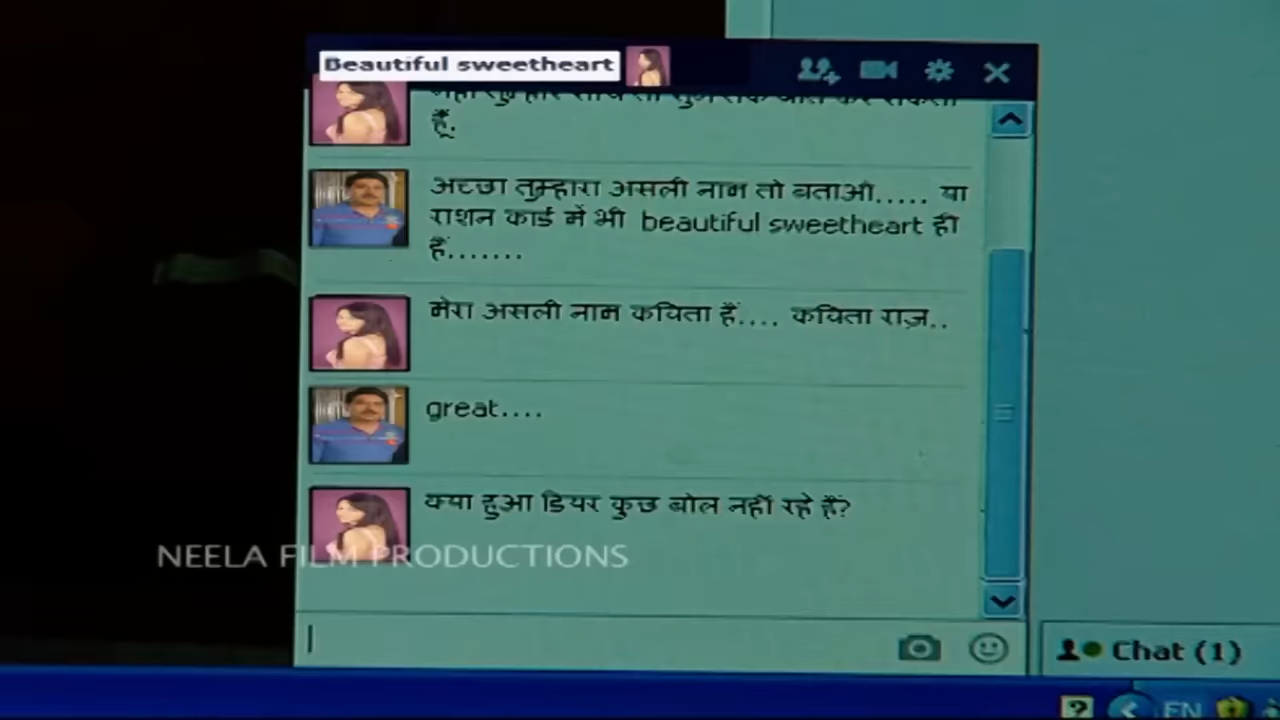 Beautiful sweetheart
हूँ.
अच्छा तुम्हारा असली नाम तो बताओ..... या
राशन कार्ड में भी beautiful sweetheart ही
हैं.......
मेरा असली नाम कविता हैं.... कविता राज़..
great....
क्या हुआ डियर कुछ बोल नहीं रहे हैं?
NEELA FILM PRODUCTIONS
Chat (1)
EN